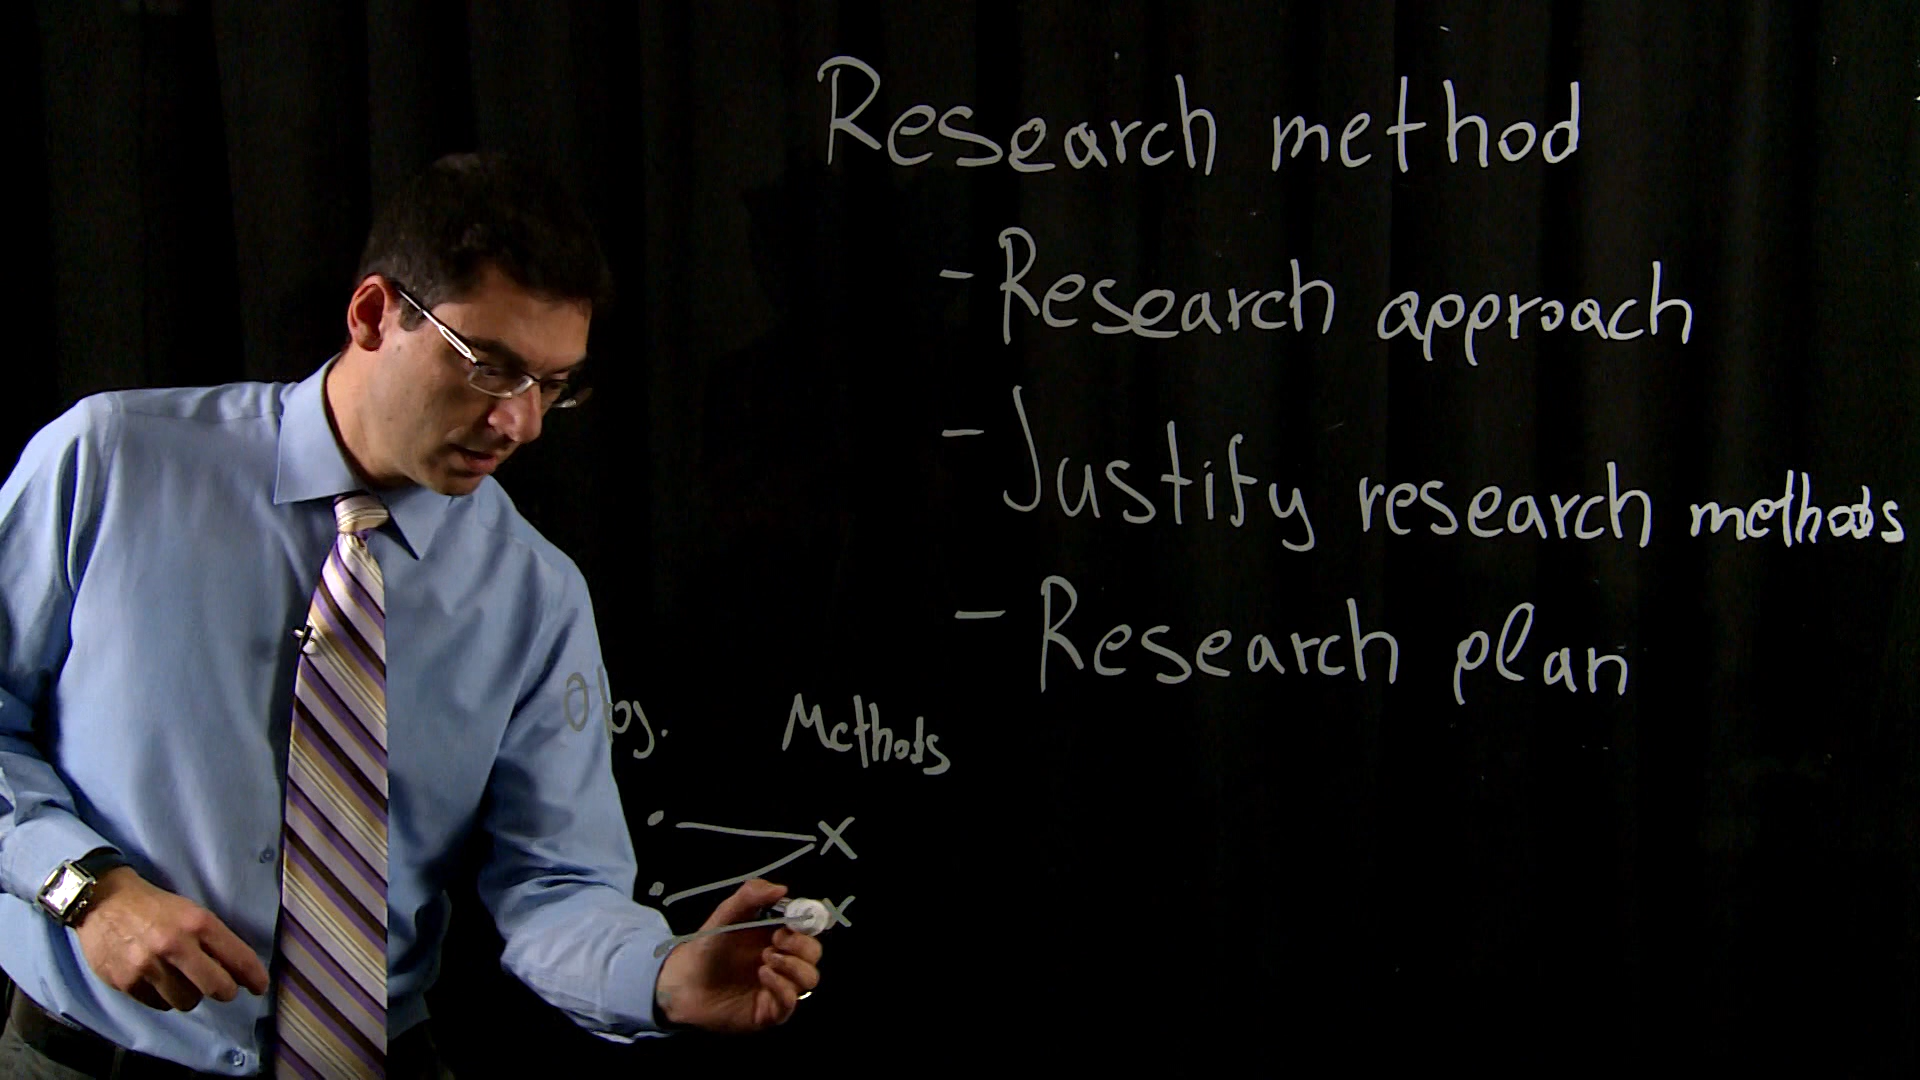 Research method
- Research approach
- Justify research methods
- Research plan
Obj. Methods